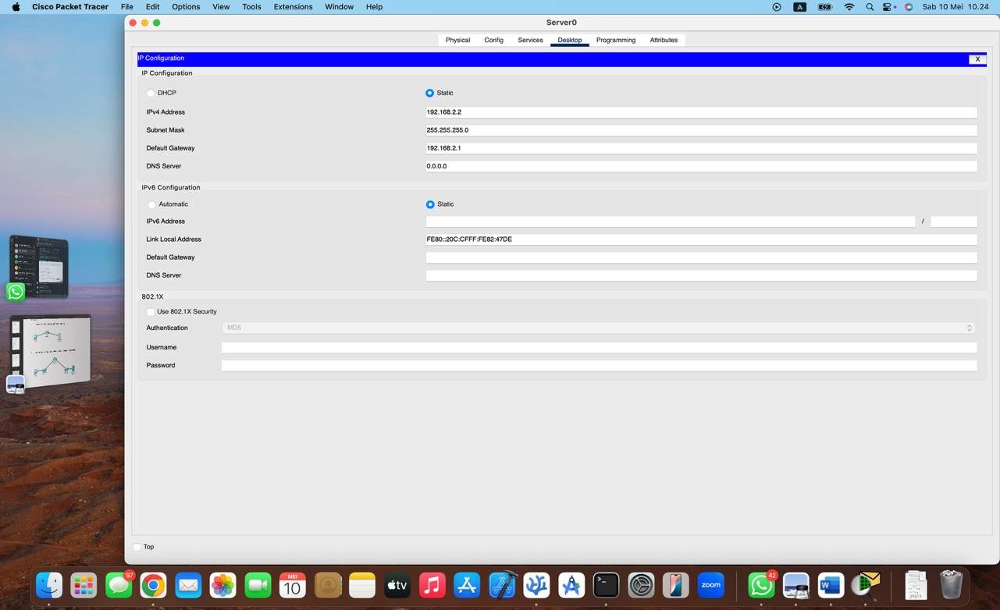 Cisco Packet Tracer File Edit Options View Tools Extensions Window Help A Sab 10 Mei 10.24
Server0
Physical Config Services Desktop Programming Attributes
IP Configuration X
IP Configuration
DHCP Static
IPv4 Address 192.168.2.2
Subnet Mask 255.255.255.0
Default Gateway 192.168.2.1
DNS Server 0.0.0.0
IPv6 Configuration
Automatic Static
IPv6 Address /
Link Local Address FE80::20C:CFFF:FE82:47DE
Default Gateway
DNS Server
802.1X
Use 802.1X Security
Authentication MD5
Username
Password
Top
97 MEI 10 tv >_ zoom 42 W .pocx